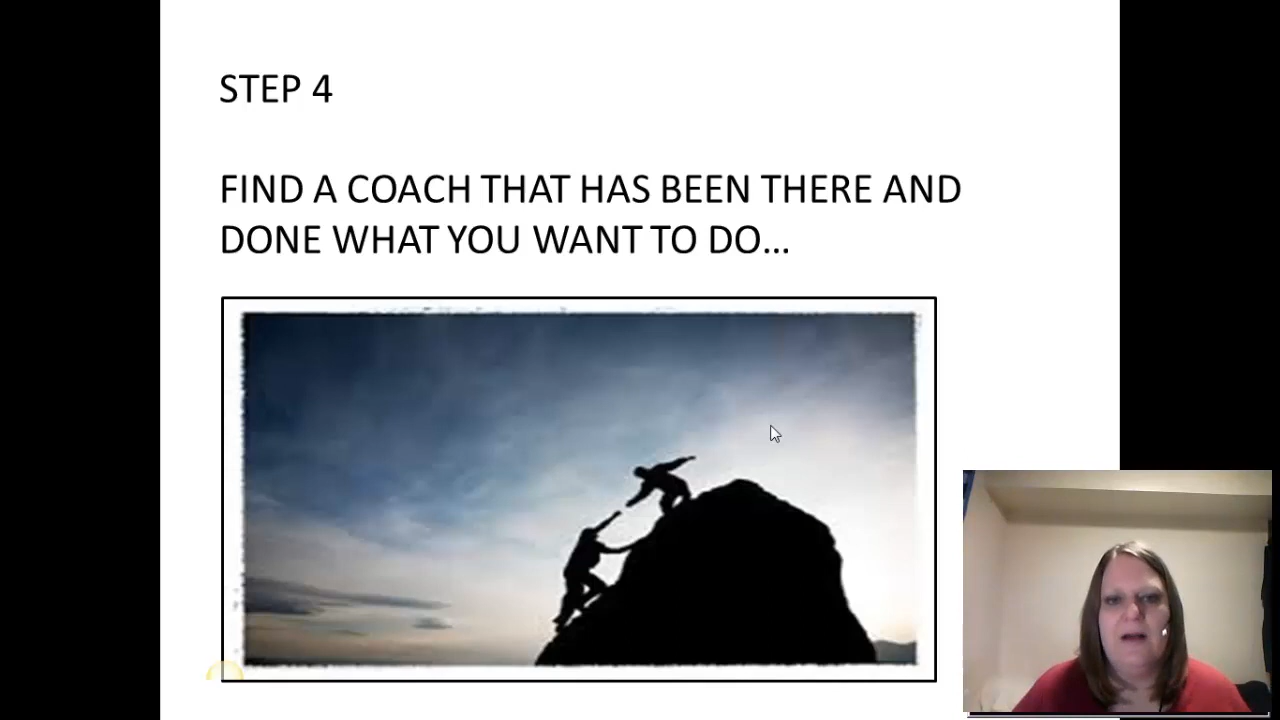 STEP 4
FIND A COACH THAT HAS BEEN THERE AND
DONE WHAT YOU WANT TO DO...